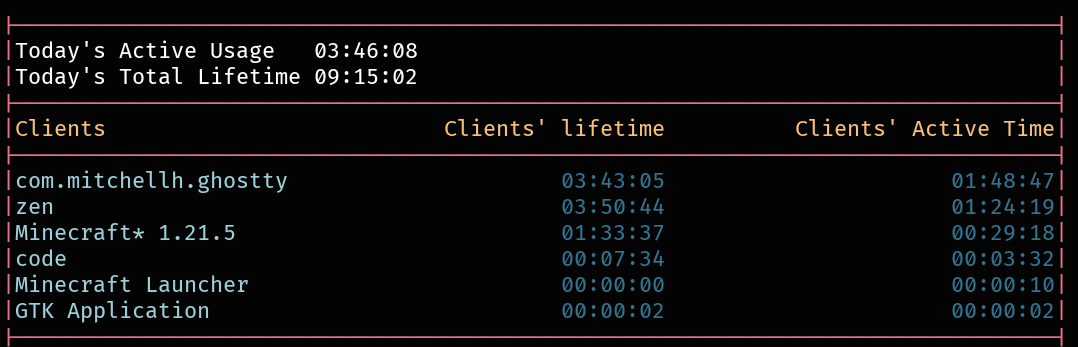 Today's Active Usage 03:46:08
Today's Total Lifetime 09:15:02
Clients Clients' lifetime Clients' Active Time
com.mitchellh.ghostty 03:43:05 01:48:47
zen 03:50:44 01:24:19
Minecraft* 1.21.5 01:33:37 00:29:18
code 00:07:34 00:03:32
Minecraft Launcher 00:00:00 00:00:10
GTK Application 00:00:02 00:00:02